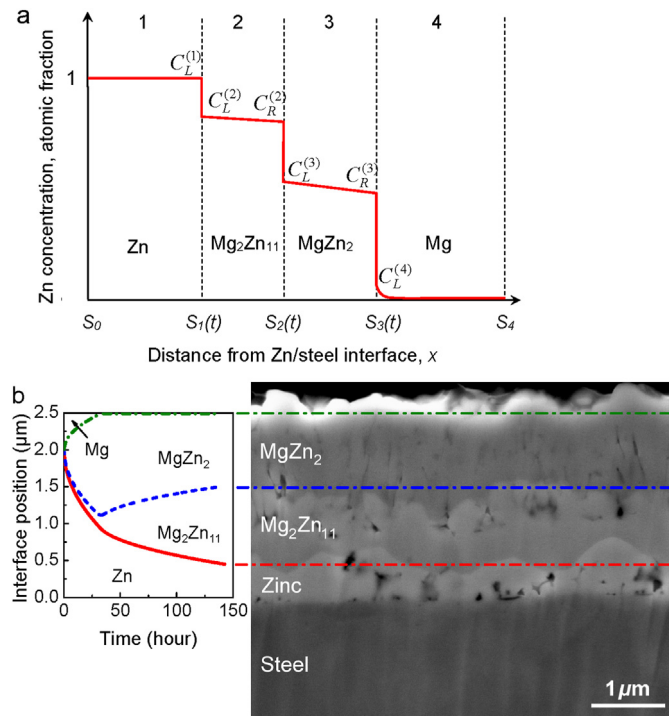 a
1 2 3 4
Zn concentration, atomic fraction
1
C_L^(1)
C_L^(2) C_R^(2)
C_L^(3) C_R^(3)
C_L^(4)
Zn Mg₂Zn₁₁ MgZn₂ Mg
S₀ S₁(t) S₂(t) S₃(t) S₄
Distance from Zn/steel interface, x
b
Interface position (µm)
2.5
2.0
1.5
1.0
0.5
0.0
Mg
MgZn₂
Mg₂Zn₁₁
Zn
0 50 100 150
Time (hour)
MgZn₂
Mg₂Zn₁₁
Zinc
Steel
1µm